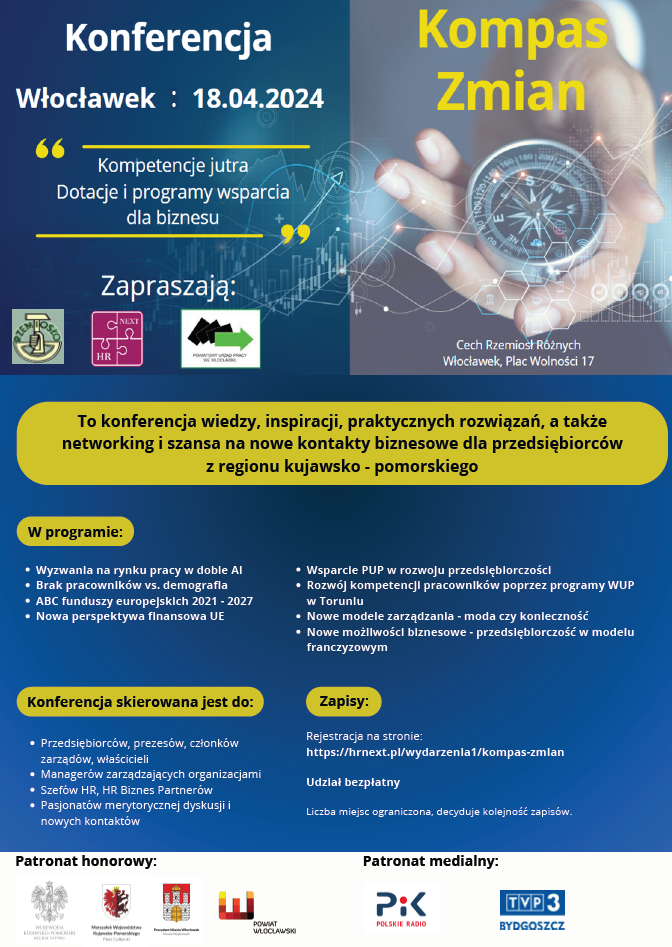 Konferencja
Włocławek : 18.04.2024
Kompas
Zmian
Kompetencje jutra
Dotacje i programy wsparcia
dla biznesu
Zapraszają:
RZEMIOSŁO
NEXT
HR
POWIATOWY URZĄD PRACY
WE WŁOCŁAWKU
Cech Rzemiosł Różnych
Włocławek, Plac Wolności 17
To konferencja wiedzy, inspiracji, praktycznych rozwiązań, a także
networking i szansa na nowe kontakty biznesowe dla przedsiębiorców
z regionu kujawsko - pomorskiego
W programie:
• Wyzwania na rynku pracy w dobie AI
• Brak pracowników vs. demografia
• ABC funduszy europejskich 2021 - 2027
• Nowa perspektywa finansowa UE
• Wsparcie PUP w rozwoju przedsiębiorczości
• Rozwój kompetencji pracowników poprzez programy WUP
w Toruniu
• Nowe modele zarządzania - moda czy konieczność
• Nowe możliwości biznesowe - przedsiębiorczość w modelu
franczyzowym
Konferencja skierowana jest do:
• Przedsiębiorców, prezesów, członków
zarządów, właścicieli
• Managerów zarządzających organizacjami
• Szefów HR, HR Biznes Partnerów
• Pasjonatów merytorycznej dyskusji i
nowych kontaktów
Zapisy:
Rejestracja na stronie:
https://hrnext.pl/wydarzenia1/kompas-zmian
Udział bezpłatny
Liczba miejsc ograniczona, decyduje kolejność zapisów.
Patronat honorowy:
WOJEWODA
KUJAWSKO-POMORSKI
Marszałek Województwa
Kujawsko-Pomorskiego
Piotr Całbecki
Prezydent Miasta Włocławek
POWIAT
WŁOCŁAWSKI
Patronat medialny:
PiK
POLSKIE RADIO
TVP3
BYDGOSZCZ